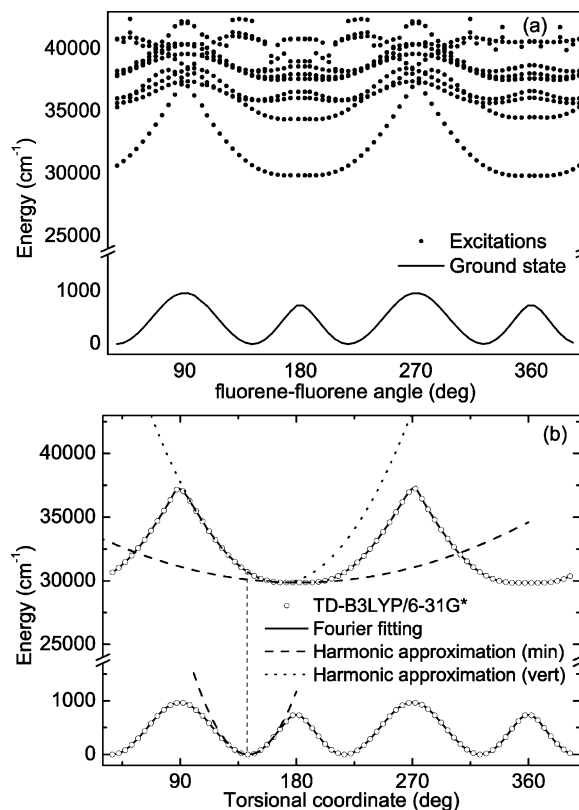 (a)
40000
35000
30000
25000
1000
0
Energy (cm⁻¹)
Excitations
Ground state
90
180
270
360
fluorene-fluorene angle (deg)
(b)
40000
35000
30000
25000
1000
0
Energy (cm⁻¹)
TD-B3LYP/6-31G*
Fourier fitting
Harmonic approximation (min)
Harmonic approximation (vert)
90
180
270
360
Torsional coordinate (deg)